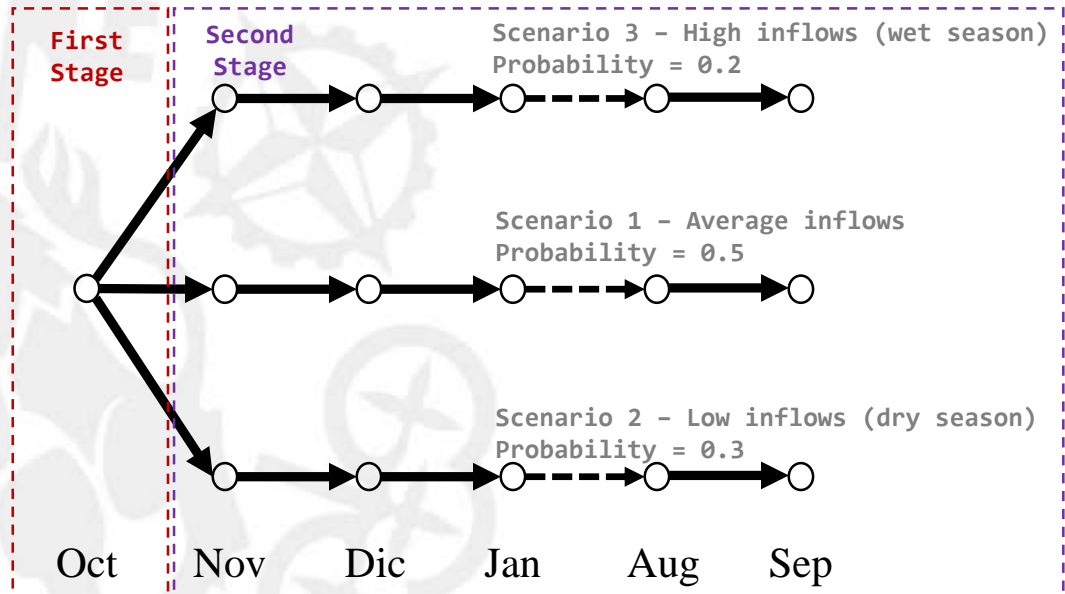 First
Stage
Second
Stage
Scenario 3 – High inflows (wet season)
Probability = 0.2
Scenario 1 – Average inflows
Probability = 0.5
Scenario 2 – Low inflows (dry season)
Probability = 0.3
Oct Nov Dic Jan Aug Sep